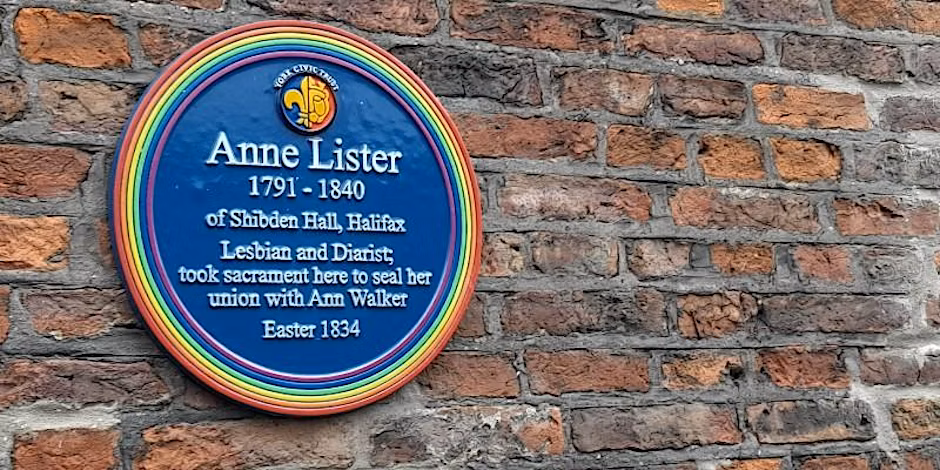 YORK CIVIC TRUST
Anne Lister
1791 - 1840
of Shibden Hall, Halifax
Lesbian and Diarist;
took sacrament here to seal her
union with Ann Walker
Easter 1834